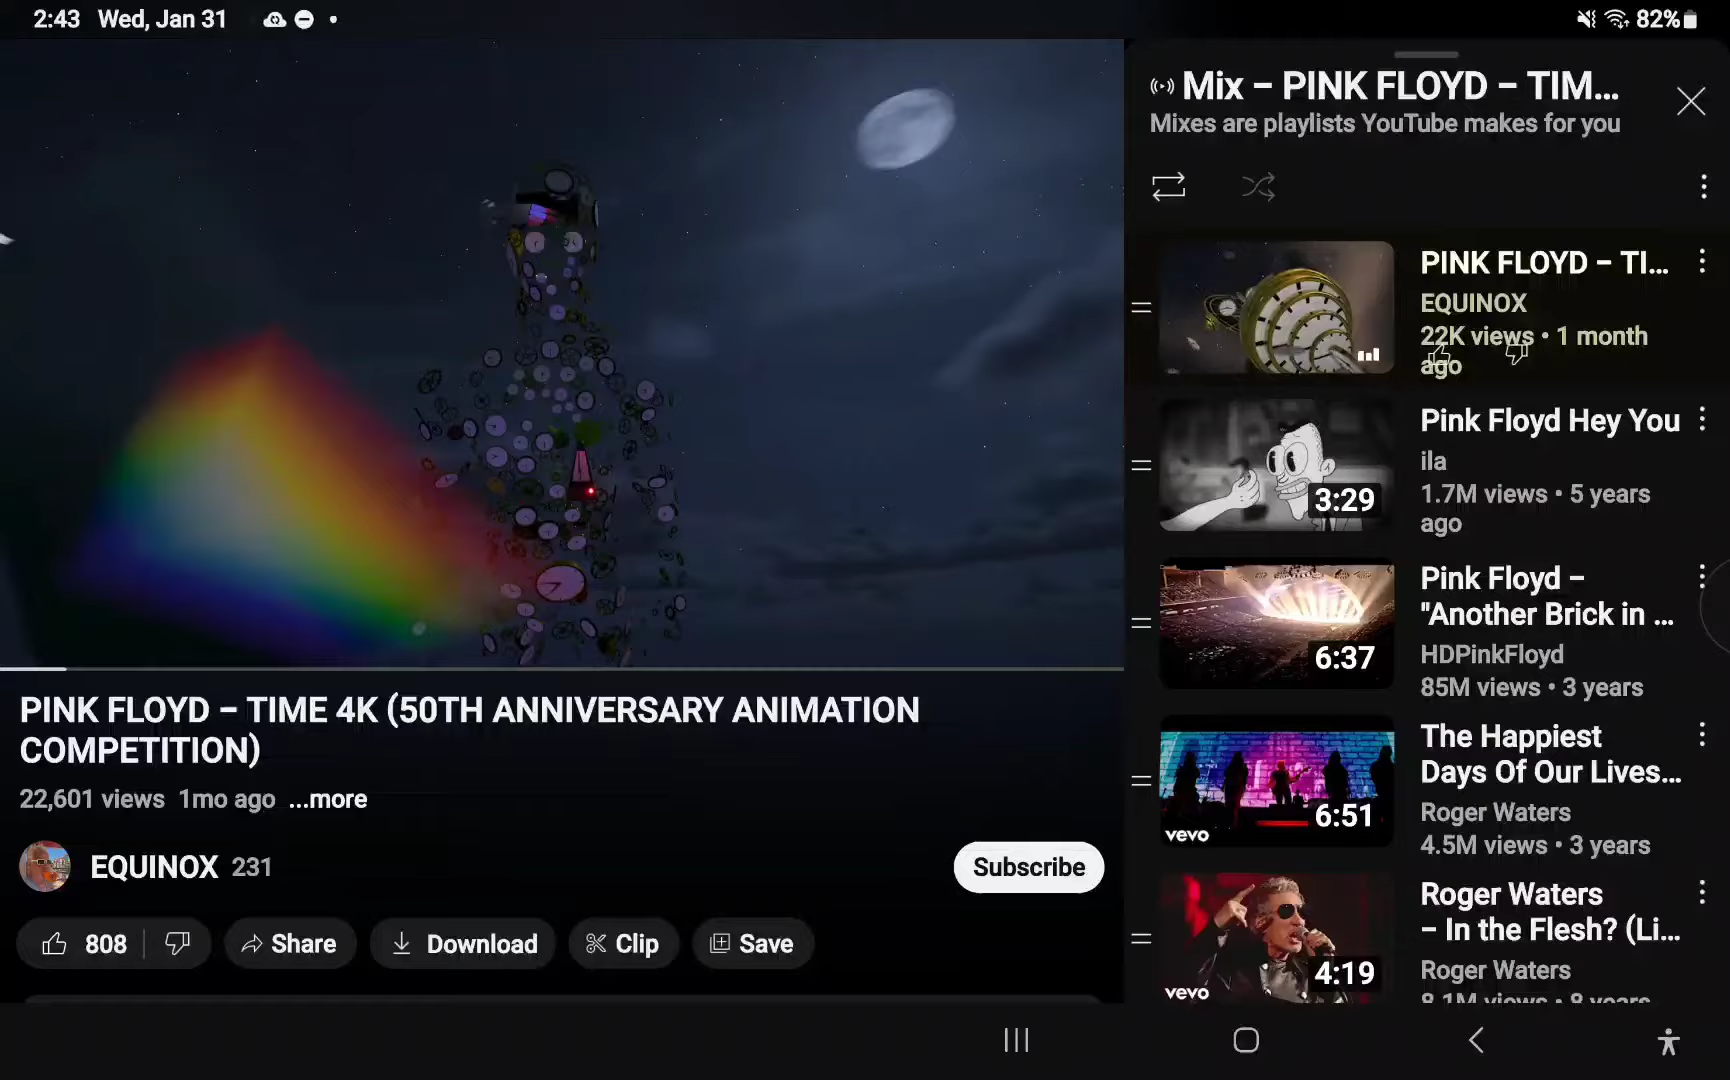 2:43 Wed, Jan 31
82%
Mix – PINK FLOYD – TIM...
Mixes are playlists YouTube makes for you
PINK FLOYD – TI...
EQUINOX
22K views • 1 month
ago
Pink Floyd Hey You
ila
1.7M views • 5 years
ago
3:29
Pink Floyd –
"Another Brick in ...
HDPinkFloyd
85M views • 3 years
6:37
The Happiest
Days Of Our Lives...
Roger Waters
4.5M views • 3 years
6:51
vevo
Roger Waters
– In the Flesh? (Li...
Roger Waters
8.1M views • 8 years
4:19
vevo
PINK FLOYD – TIME 4K (50TH ANNIVERSARY ANIMATION
COMPETITION)
22,601 views 1mo ago ...more
EQUINOX 231
Subscribe
808 Share Download Clip Save